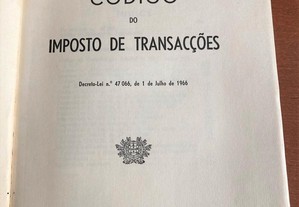 CÓDIGO
DO
IMPOSTO DE TRANSACÇÕES
Decreto-Lei n.º 47 066, de 1 de Julho de 1966